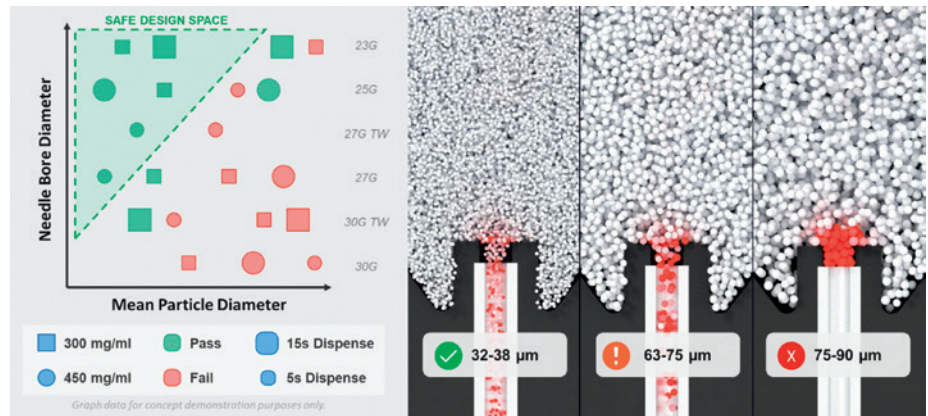 SAFE DESIGN SPACE
23G
25G
27G TW
27G
30G TW
30G
Needle Bore Diameter
Mean Particle Diameter
300 mg/ml
Pass
15s Dispense
450 mg/ml
Fail
5s Dispense
Graph data for concept demonstration purposes only.
32-38 µm
! 63-75 µm
X 75-90 µm